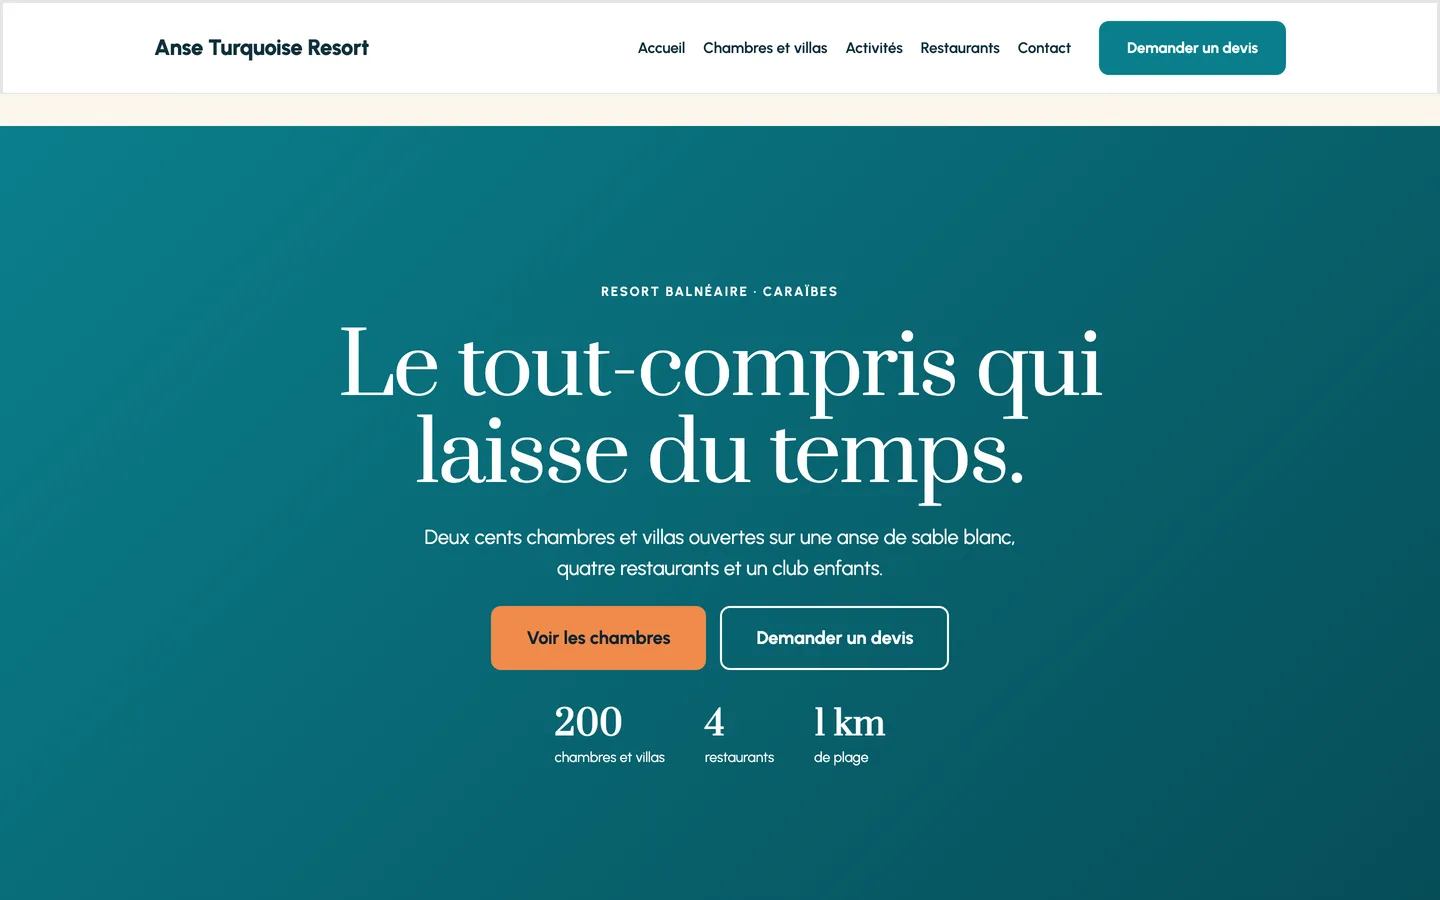 Anse Turquoise Resort
Accueil
Chambres et villas
Activités
Restaurants
Contact
Demander un devis
RESORT BALNÉAIRE · CARAÏBES
Le tout-compris qui
laisse du temps.
Deux cents chambres et villas ouvertes sur une anse de sable blanc,
quatre restaurants et un club enfants.
Voir les chambres
Demander un devis
200
chambres et villas
4
restaurants
1 km
de plage